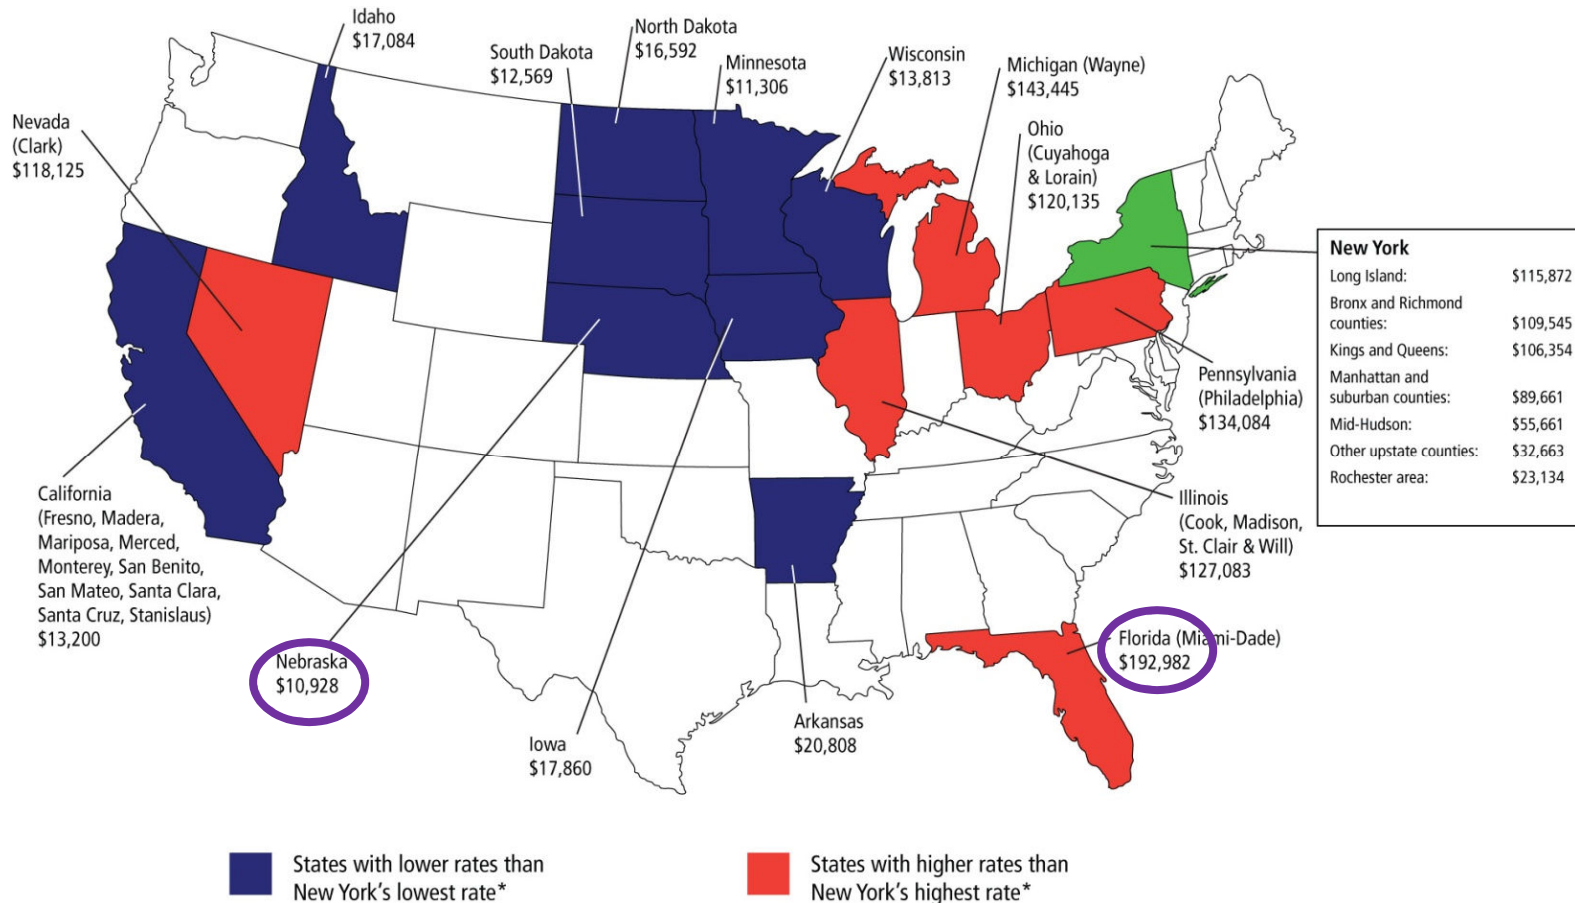 Idaho
$17,084
North Dakota
$16,592
South Dakota
$12,569
Minnesota
$11,306
Wisconsin
$13,813
Michigan (Wayne)
$143,445
Nevada
(Clark)
$118,125
Ohio
(Cuyahoga
& Lorain)
$120,135
New York
Long Island: $115,872
Bronx and Richmond
counties: $109,545
Kings and Queens: $106,354
Manhattan and
suburban counties: $89,661
Mid-Hudson: $55,661
Other upstate counties: $32,663
Rochester area: $23,134
Pennsylvania
(Philadelphia)
$134,084
California
(Fresno, Madera,
Mariposa, Merced,
Monterey, San Benito,
San Mateo, Santa Clara,
Santa Cruz, Stanislaus)
$13,200
Illinois
(Cook, Madison,
St. Clair & Will)
$127,083
Nebraska
$10,928
Florida (Miami-Dade)
$192,982
Iowa
$17,860
Arkansas
$20,808
States with lower rates than
New York's lowest rate*
States with higher rates than
New York's highest rate*